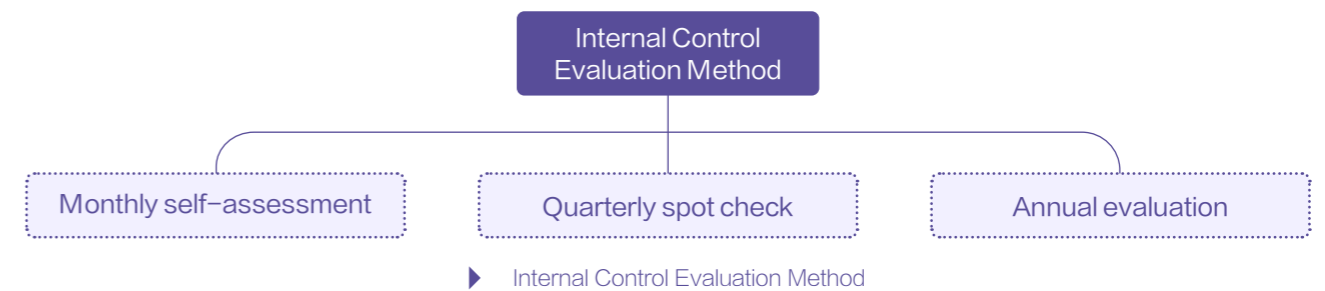 Internal Control
Evaluation Method
Monthly self-assessment
Quarterly spot check
Annual evaluation
Internal Control Evaluation Method